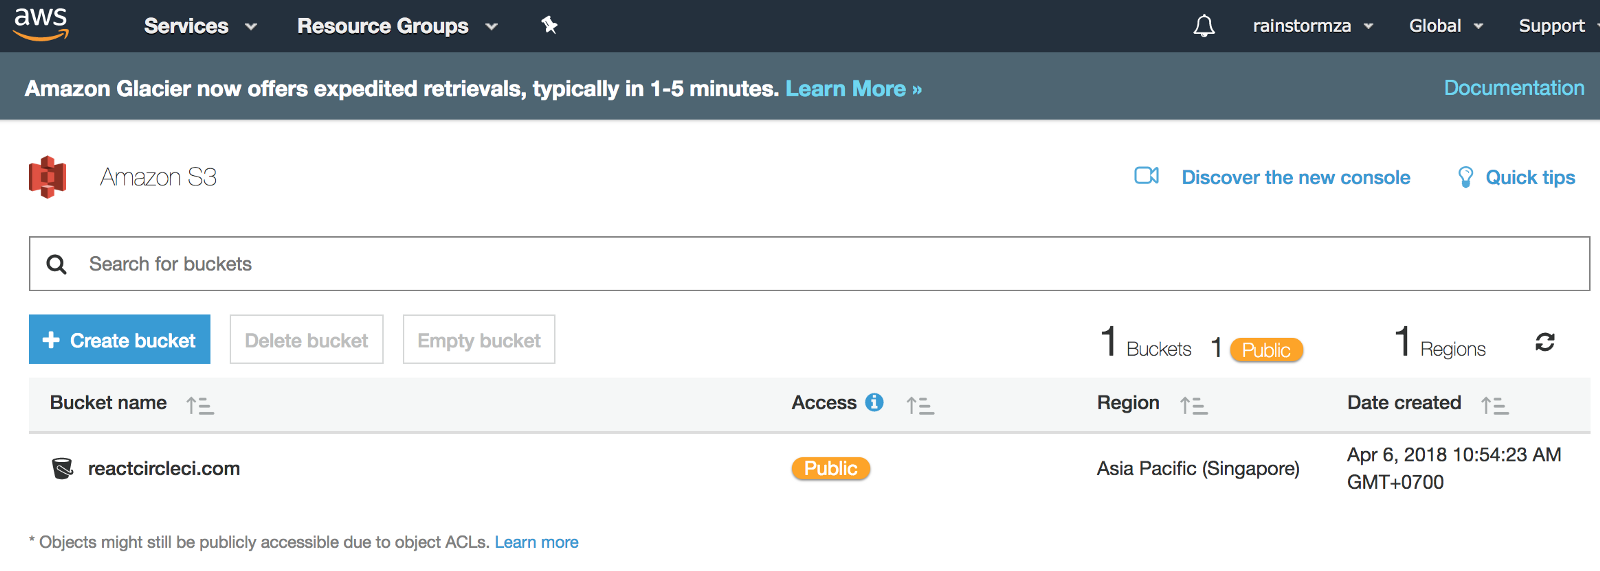 aws Services Resource Groups rainstormza Global Support
Amazon Glacier now offers expedited retrievals, typically in 1-5 minutes. Learn More » Documentation
Amazon S3 Discover the new console Quick tips
Search for buckets
+ Create bucket Delete bucket Empty bucket 1 Buckets 1 Public 1 Regions
Bucket name Access Region Date created
reactcircleci.com Public Asia Pacific (Singapore) Apr 6, 2018 10:54:23 AM
GMT+0700
* Objects might still be publicly accessible due to object ACLs. Learn more